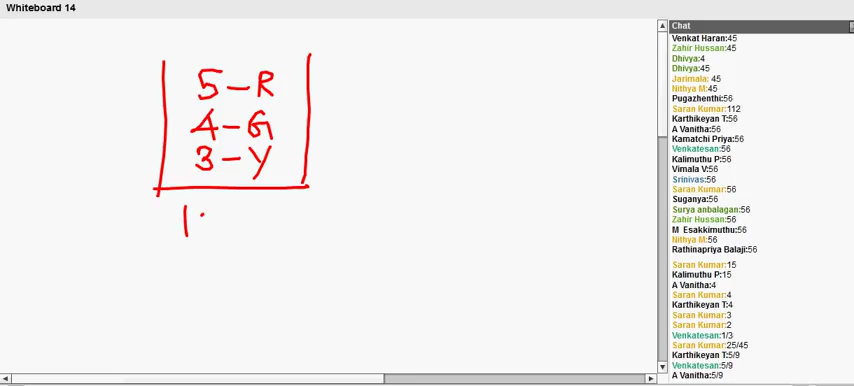 Whiteboard 14
5-R
4-G
3-Y
Chat
Venkat Haran:45
Zahir Hussan:45
Dhivya:4
Dhivya:45
Jarimala: 45
Nithya M:45
Pugazhenthi:56
Saran Kumar:112
Karthikeyan T:56
A Vanitha:56
Kamatchi Priya:56
Venkatesan:56
Kalimuthu P:56
Vimala V:56
Srinivas:56
Saran Kumar:56
Suganya:56
Surya anbalagan:56
Zahir Hussan:56
M Esakkimuthu:56
Nithya M:56
Rathinapriya Balaji:56
Saran Kumar:15
Kalimuthu P:15
A Vanitha:4
Saran Kumar:4
Karthikeyan T:4
Saran Kumar:3
Saran Kumar:2
Venkatesan:1/3
Saran Kumar:25/45
Karthikeyan T:5/9
Venkatesan:5/9
A Vanitha:5/9